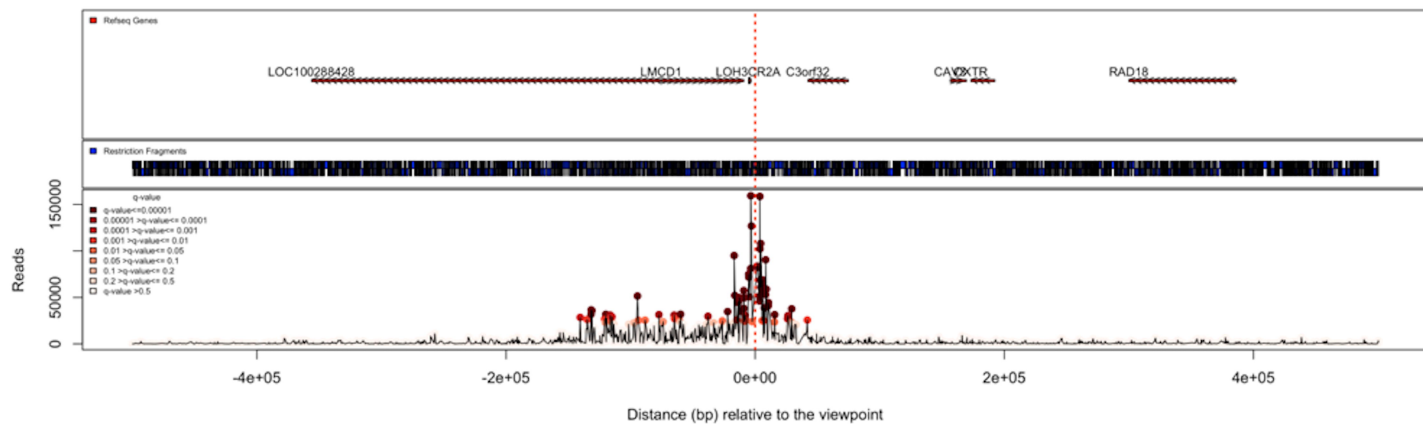 Refseq Genes
LOC100288428 LMCD1 LOH3CR2A C3orf32 CAV3 OXTR RAD18
Restriction Fragments
q-value
q-value<=0.00001
0.00001 >q-value<= 0.0001
0.0001 >q-value<= 0.001
0.001 >q-value<= 0.01
0.01 >q-value<= 0.05
0.05 >q-value<= 0.1
0.1 >q-value<= 0.2
0.2 >q-value<= 0.5
q-value >0.5
Reads
150000
50000
0
-4e+05 -2e+05 0e+00 2e+05 4e+05
Distance (bp) relative to the viewpoint